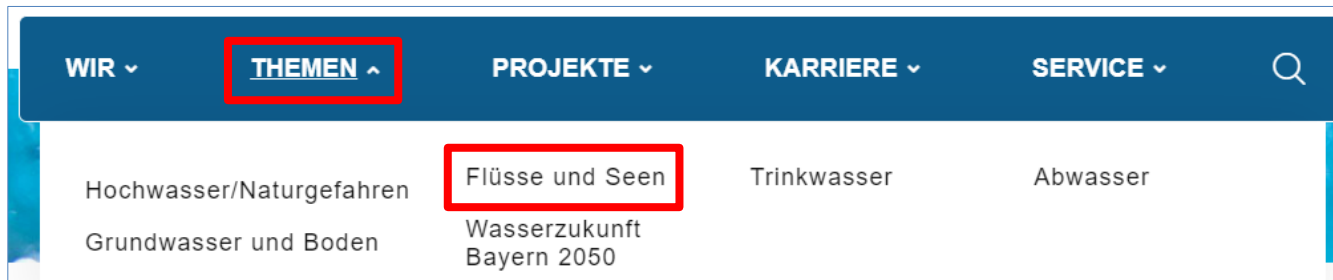 WIR THEMEN PROJEKTE KARRIERE SERVICE
Hochwasser/Naturgefahren
Grundwasser und Boden
Flüsse und Seen
Wasserzukunft
Bayern 2050
Trinkwasser
Abwasser